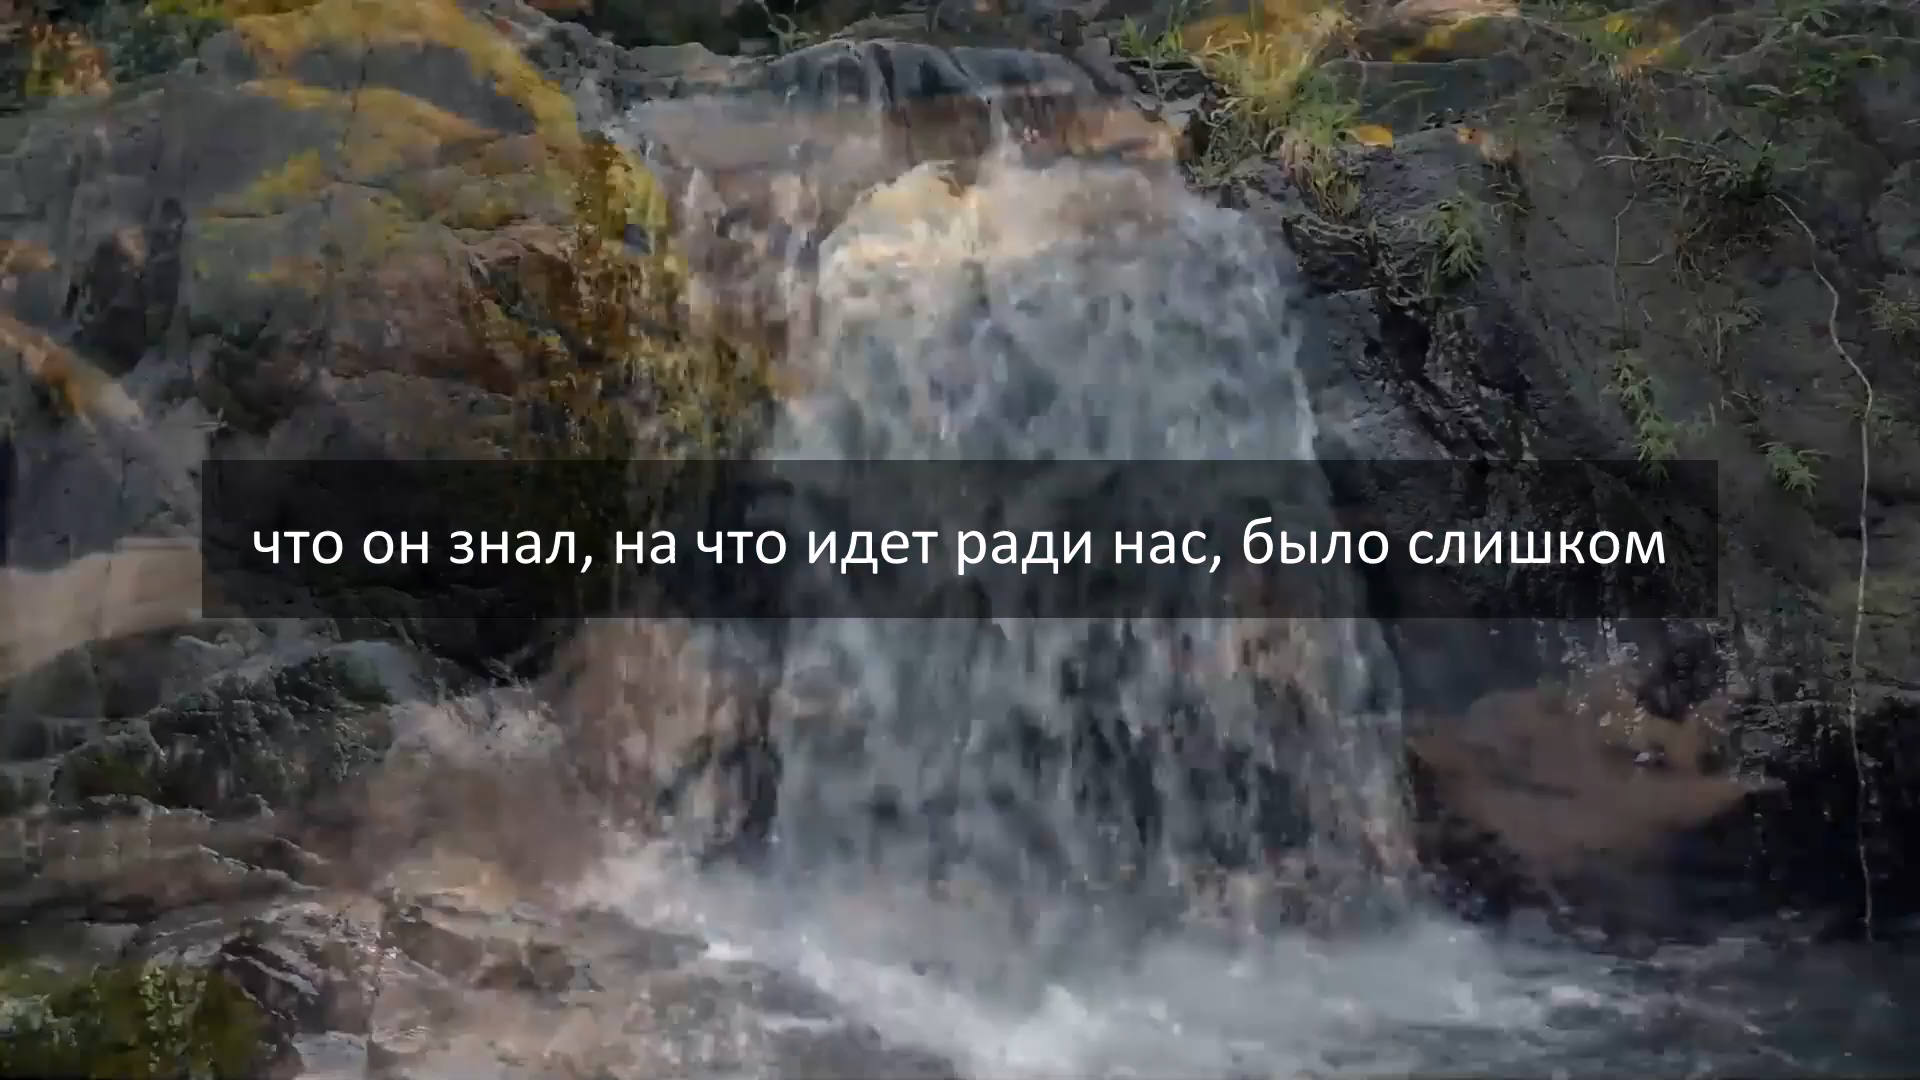 что он знал, на что идет ради нас, было слишком